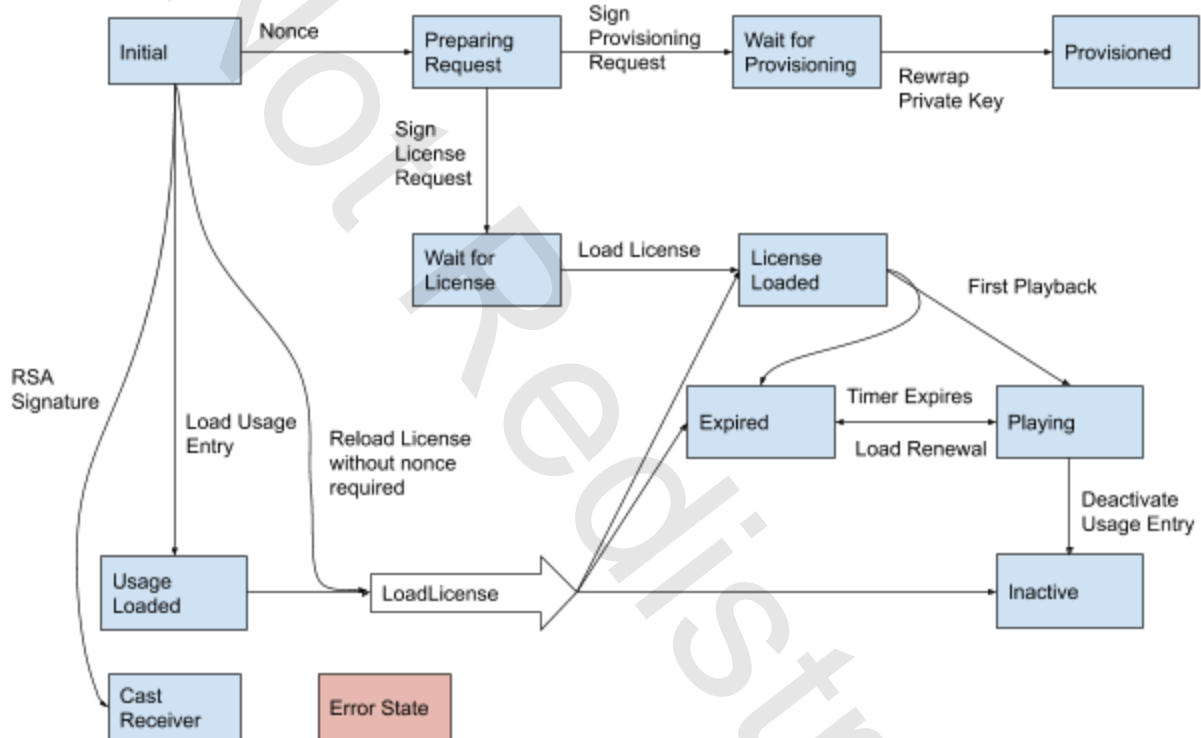 Initial
Nonce
Preparing
Request
Sign
Provisioning
Request
Wait for
Provisioning
Rewrap
Private Key
Provisioned
Sign
License
Request
Wait for
License
Load License
License
Loaded
First Playback
RSA
Signature
Load Usage
Entry
Reload License
without nonce
required
Expired
Timer Expires
Load Renewal
Playing
Deactivate
Usage Entry
Usage
Loaded
LoadLicense
Inactive
Cast
Receiver
Error State
Not Redistr